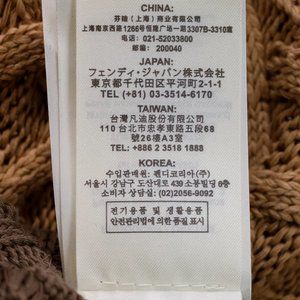 CHINA:
芬迪（上海）商业有限公司
上海南京西路1266号恒隆广场一期3307B-3310室
电话: 021-52033800
邮编: 200040
JAPAN:
フェンディ・ジャパン株式会社
東京都千代田区平河町2-1-1
TEL (+81) 03-3514-6170
TAIWAN:
台灣凡迪股份有限公司
110 台北市忠孝東路五段68
號26樓A3室
TEL: +886 2 3518 1888
KOREA:
수입판매원: 펜디코리아(주)
서울시 강남구 도산대로 439 소봉빌딩 6층
소비자 상담실: (02)2056-9092
전기용품 및 생활용품
안전관리법에 의한 품질 표시